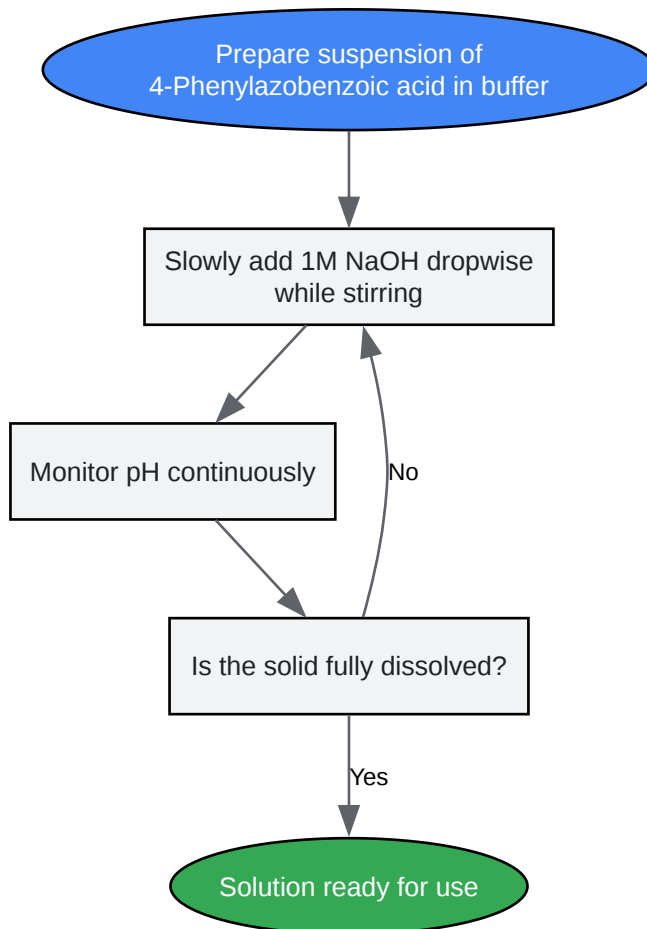 Prepare suspension of
4-Phenylazobenzoic acid in buffer
Slowly add 1M NaOH dropwise
while stirring
Monitor pH continuously
No
Is the solid fully dissolved?
Yes
Solution ready for use